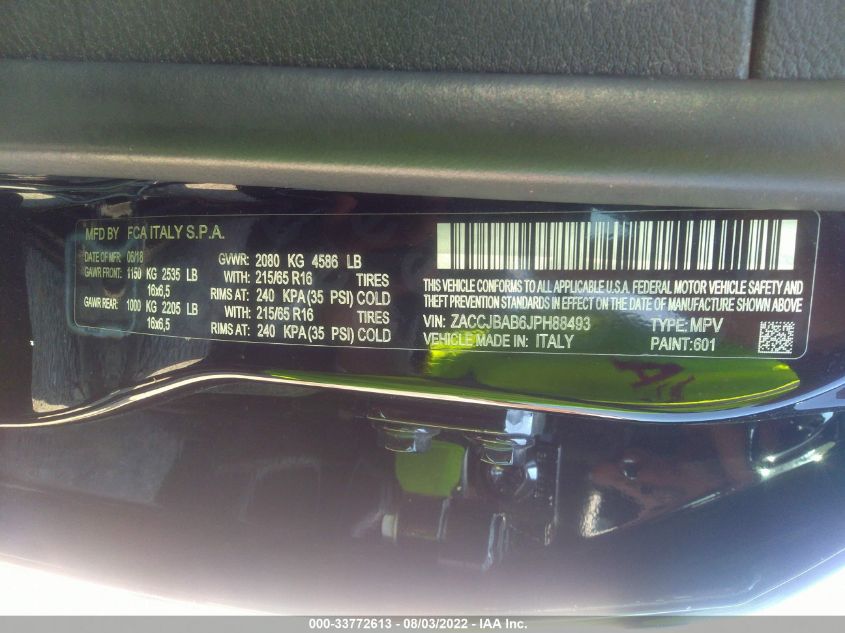 MFD BY FCA ITALY S.P.A.
DATE OF MFR 06/18 GVWR: 2080 KG 4586 LB
GAWR FRONT: 1150 KG 2535 LB WITH: 215/65 R16 TIRES
16x6,5 RIMS AT: 240 KPA(35 PSI) COLD
GAWR REAR: 1000 KG 2205 LB WITH: 215/65 R16 TIRES
16x6,5 RIMS AT: 240 KPA(35 PSI) COLD
THIS VEHICLE CONFORMS TO ALL APPLICABLE U.S.A. FEDERAL MOTOR VEHICLE SAFETY AND
THEFT PREVENTION STANDARDS IN EFFECT ON THE DATE OF MANUFACTURE SHOWN ABOVE
VIN: ZACCJBAB6JPH88493 TYPE: MPV
VEHICLE MADE IN: ITALY PAINT:601
000-33772613 - 08/03/2022 - IAA Inc.